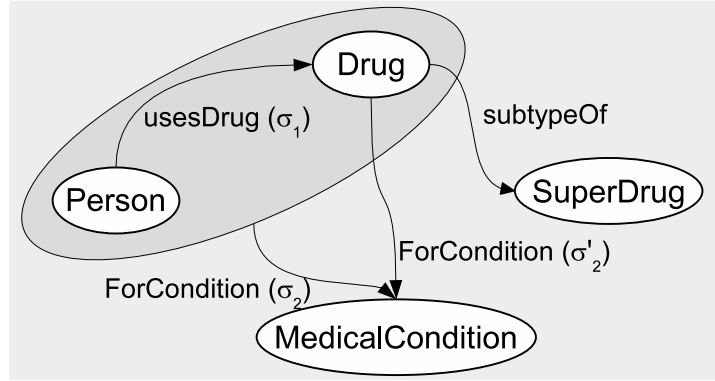 Drug
usesDrug (σ1)
subtypeOf
Person
SuperDrug
ForCondition (σ'2)
ForCondition (σ2)
MedicalCondition